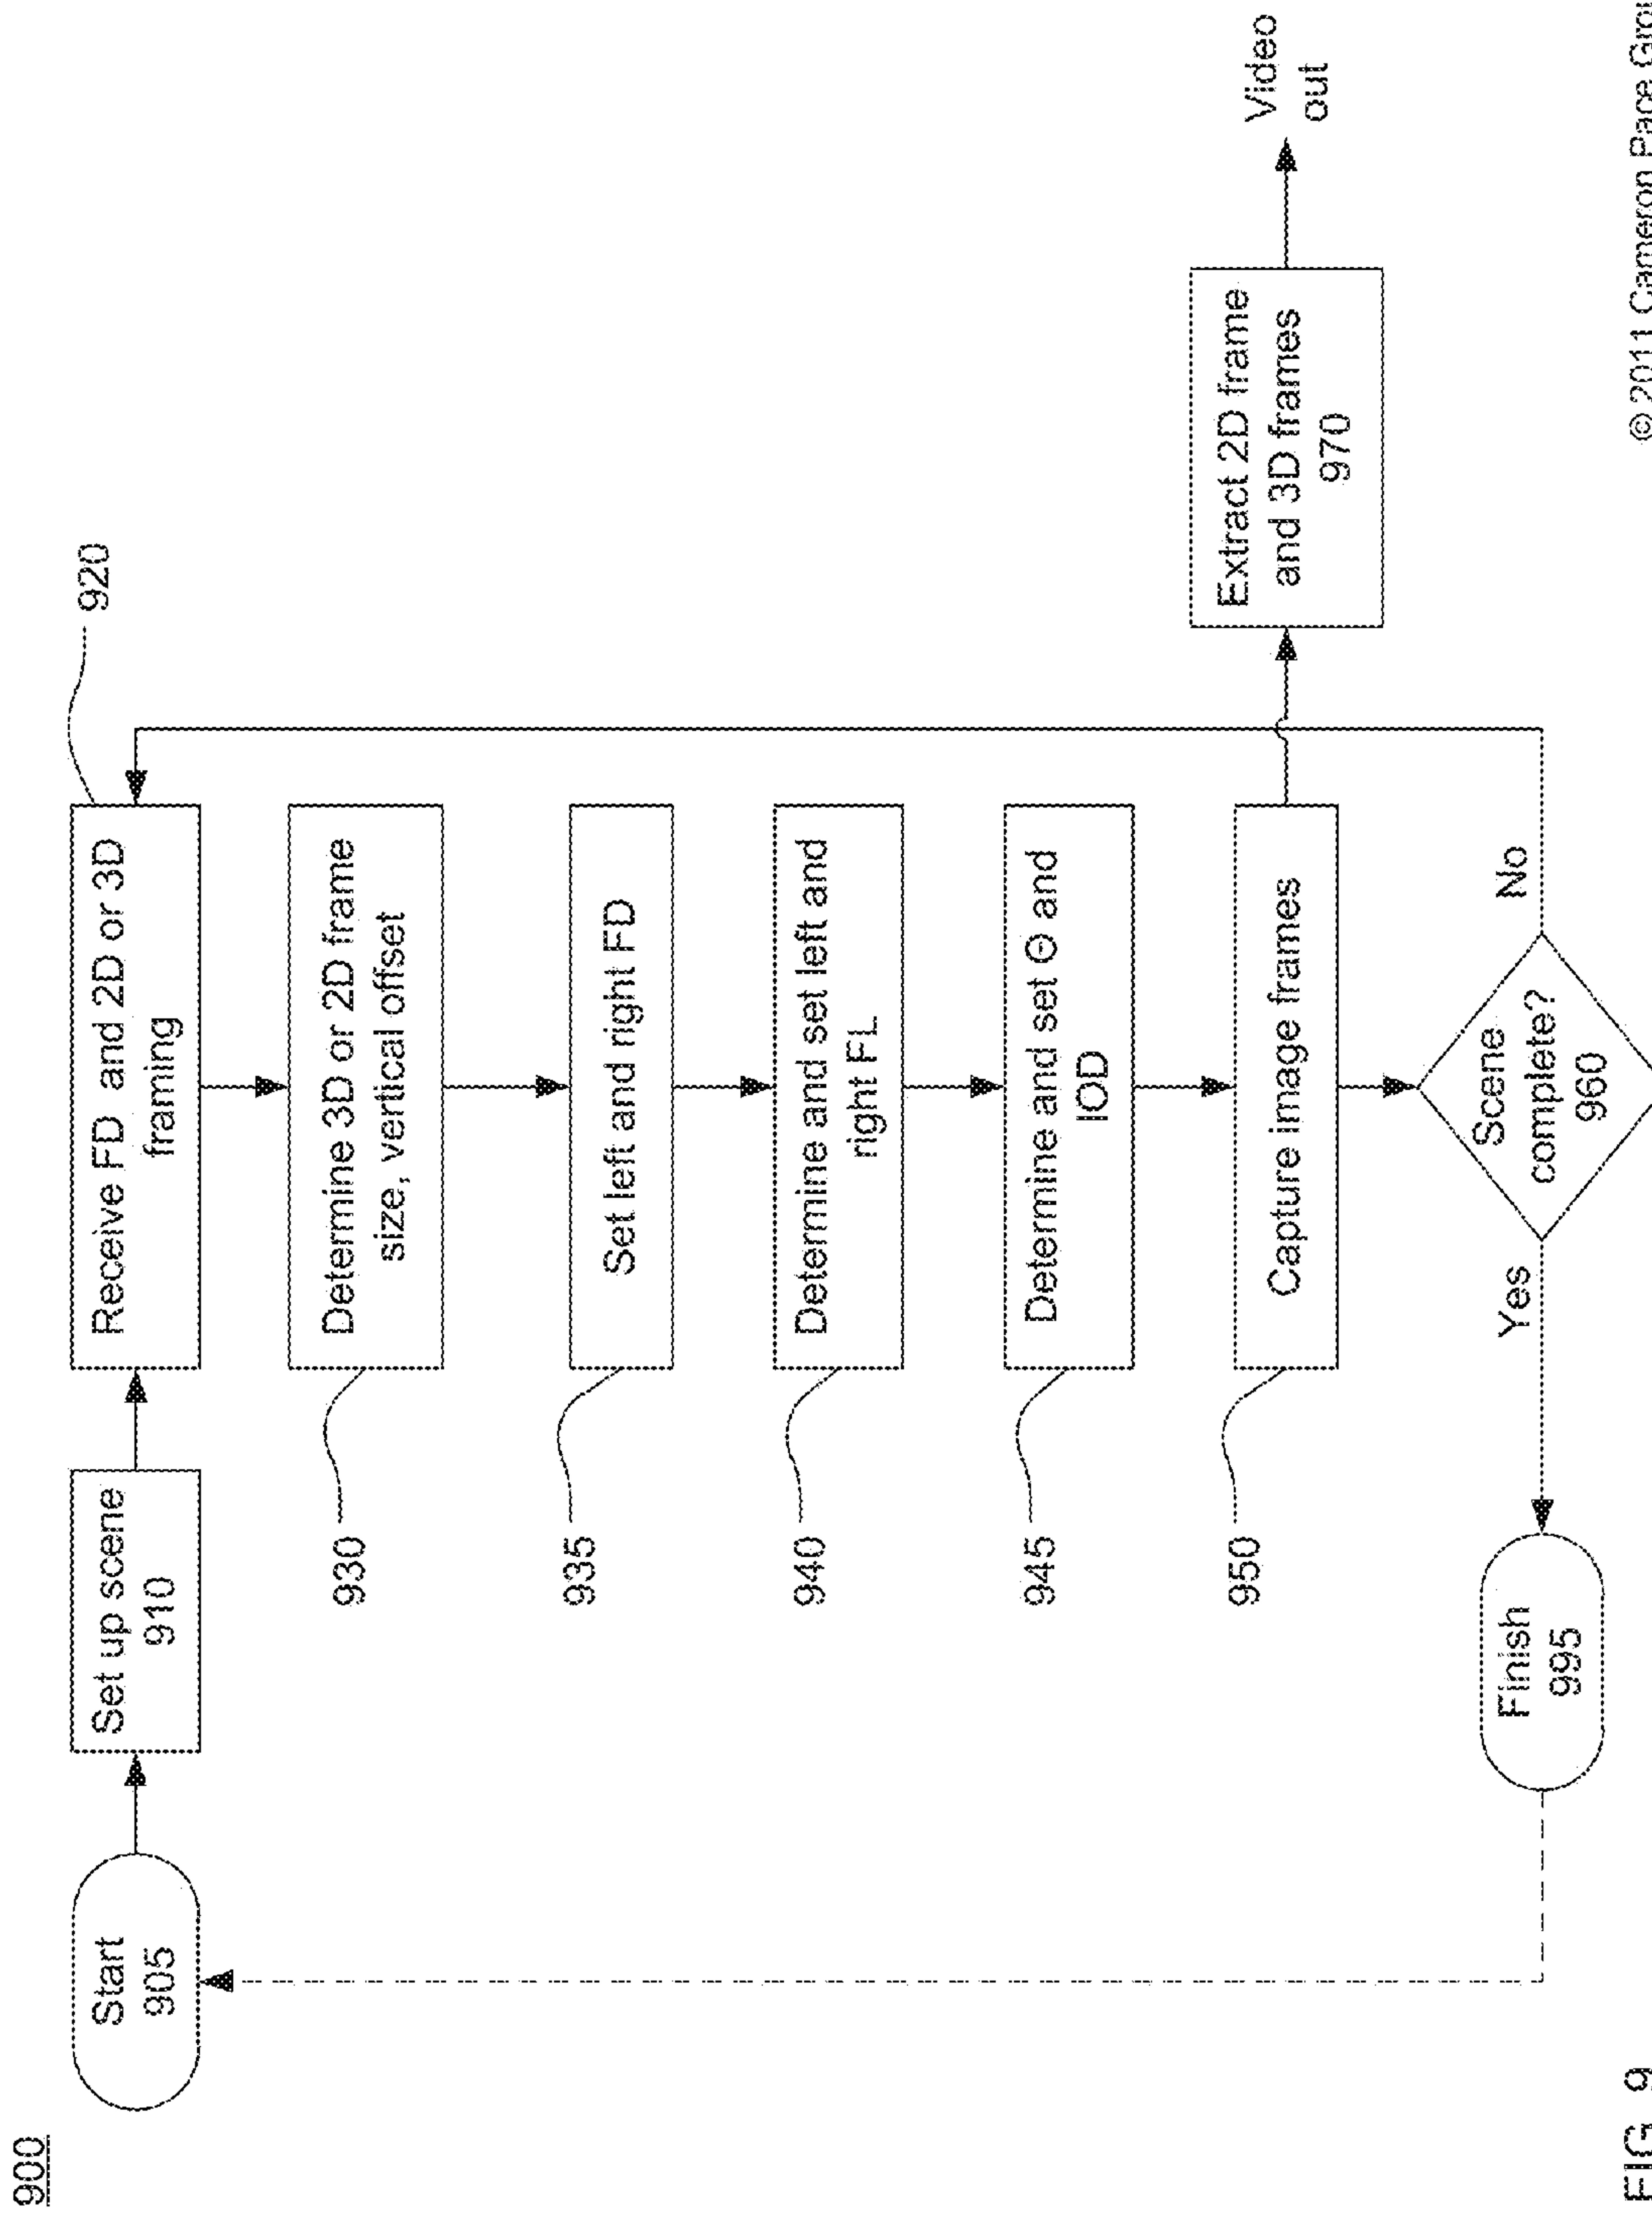 900
Start
905
Set up scene
910
Receive FD and 2D or 3D
framing
920
Determine 3D or 2D frame
size, vertical offset
930
Set left and right FD
935
Determine and set left and
right FL
940
Determine and set Θ and
IOD
945
Capture image frames
950
Extract 2D frame
and 3D frames
970
Video
out
Scene
complete?
960
No
Yes
Finish
995
FIG. 9
© 2011 Cameron Pace